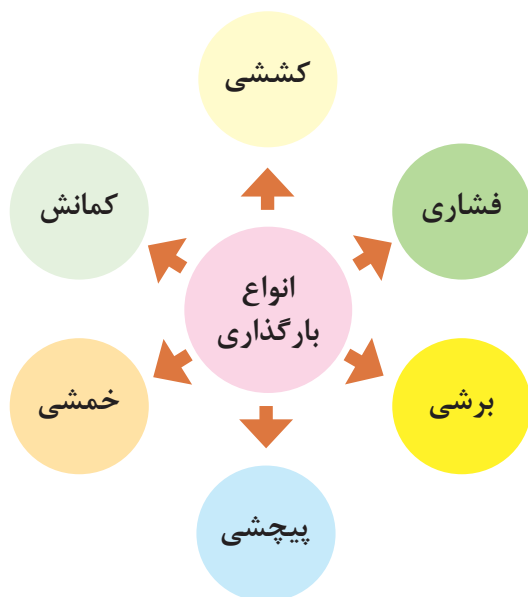 کششی
فشاری
کمانش
انواع
بارگذاری
برشی
خمشی
پیچشی